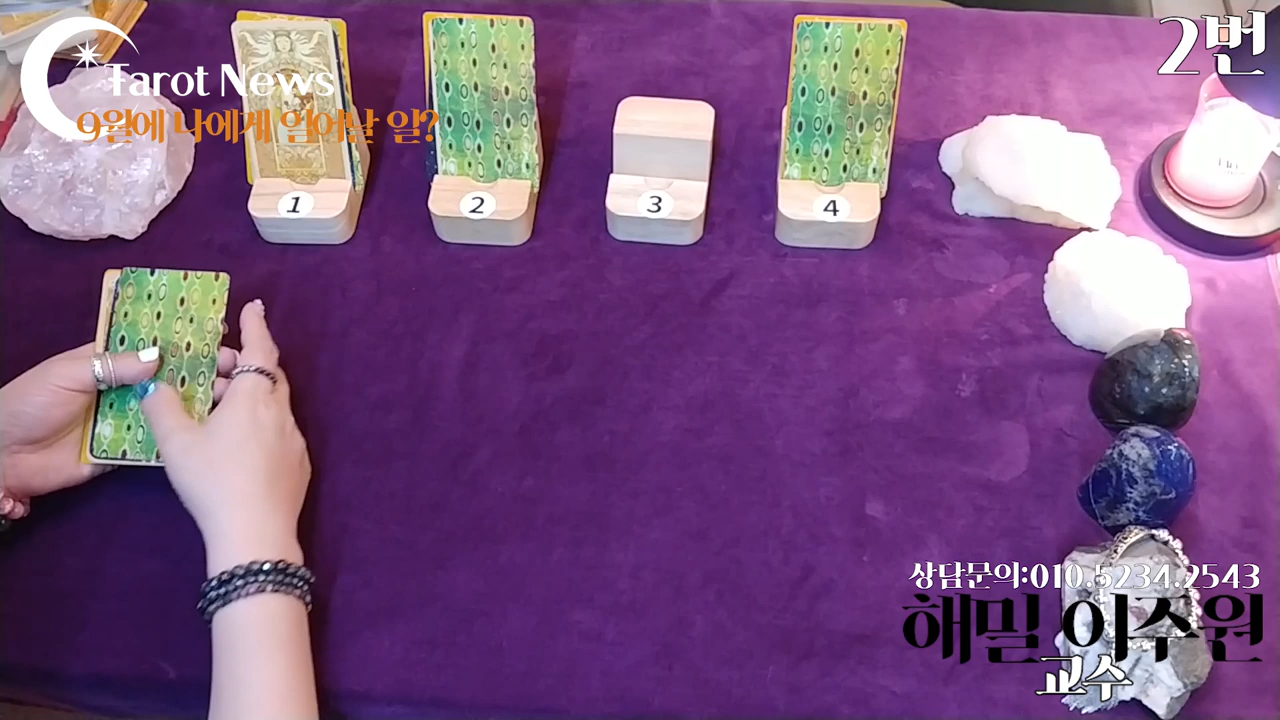 Tarot News
9월에 나에게 일어날 일?
2번
1
2
3
4
상담문의:010.5234.2543
해밀 이주원
교수